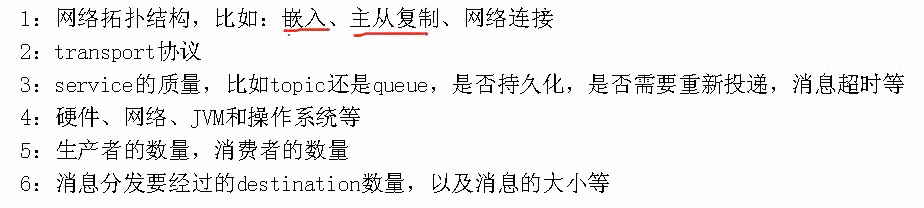 1：网络拓扑结构，比如：嵌入、主从复制、网络连接
2：transport协议
3：service的质量，比如topic还是queue，是否持久化，是否需要重新投递，消息超时等
4：硬件、网络、JVM和操作系统等
5：生产者的数量，消费者的数量
6：消息分发要经过的destination数量，以及消息的大小等